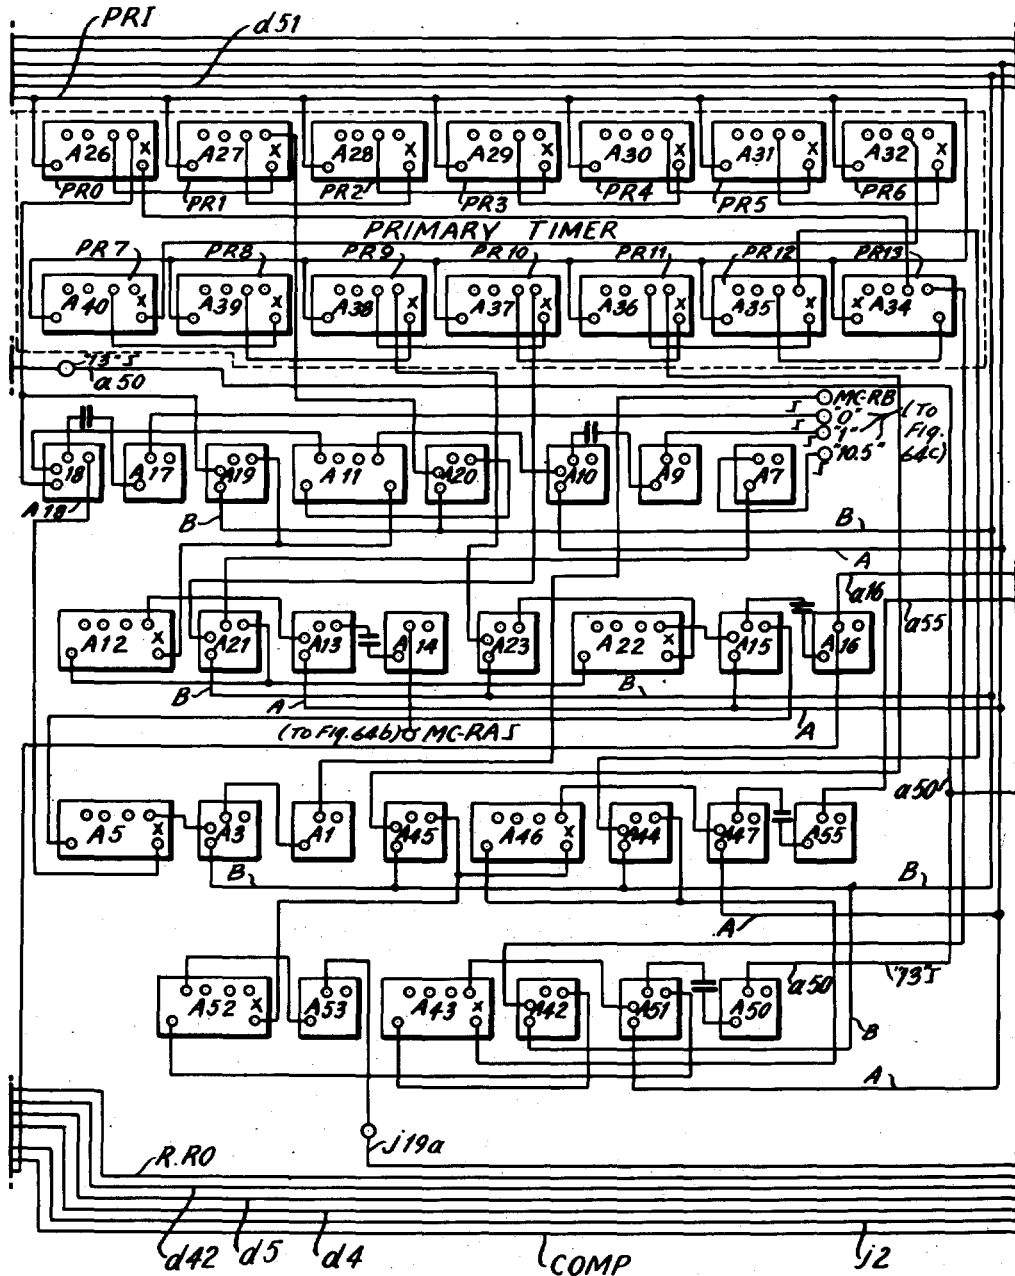 PRI
d51
A26 X
A27 X
A28 X
A29 X
A30 X
A31 X
A32 X
PR0
PR1
PR2
PR3
PR4
PR5
PR6
PRIMARY TIMER
PR7
PR8
PR9
PR10
PR11
PR12
PR13
A40 X
A39 X
A38 X
A37 X
A36 X
A35 X
X A34
"73" I
a50
MC-RB
I "0"
I "1"
I "10.5"
(To
Fig.
64c)
18
A17
A19
A11
A20
A10
A9
A7
A18
B
B
A
a16
a55
A12 X
A21
A13
A14
A23
A22 X
A15
A16
B
A
B
A
(To Fig. 64b) MC-RA I
a50
A5 X
A3
A1
A45
A46 X
A44
A47
A55
B
B
A
A52 X
A53
A43 X
A42
A51
A50
a50
"73" I
B
A
j19a
R.RO
d42
d5
d4
COMP
j2